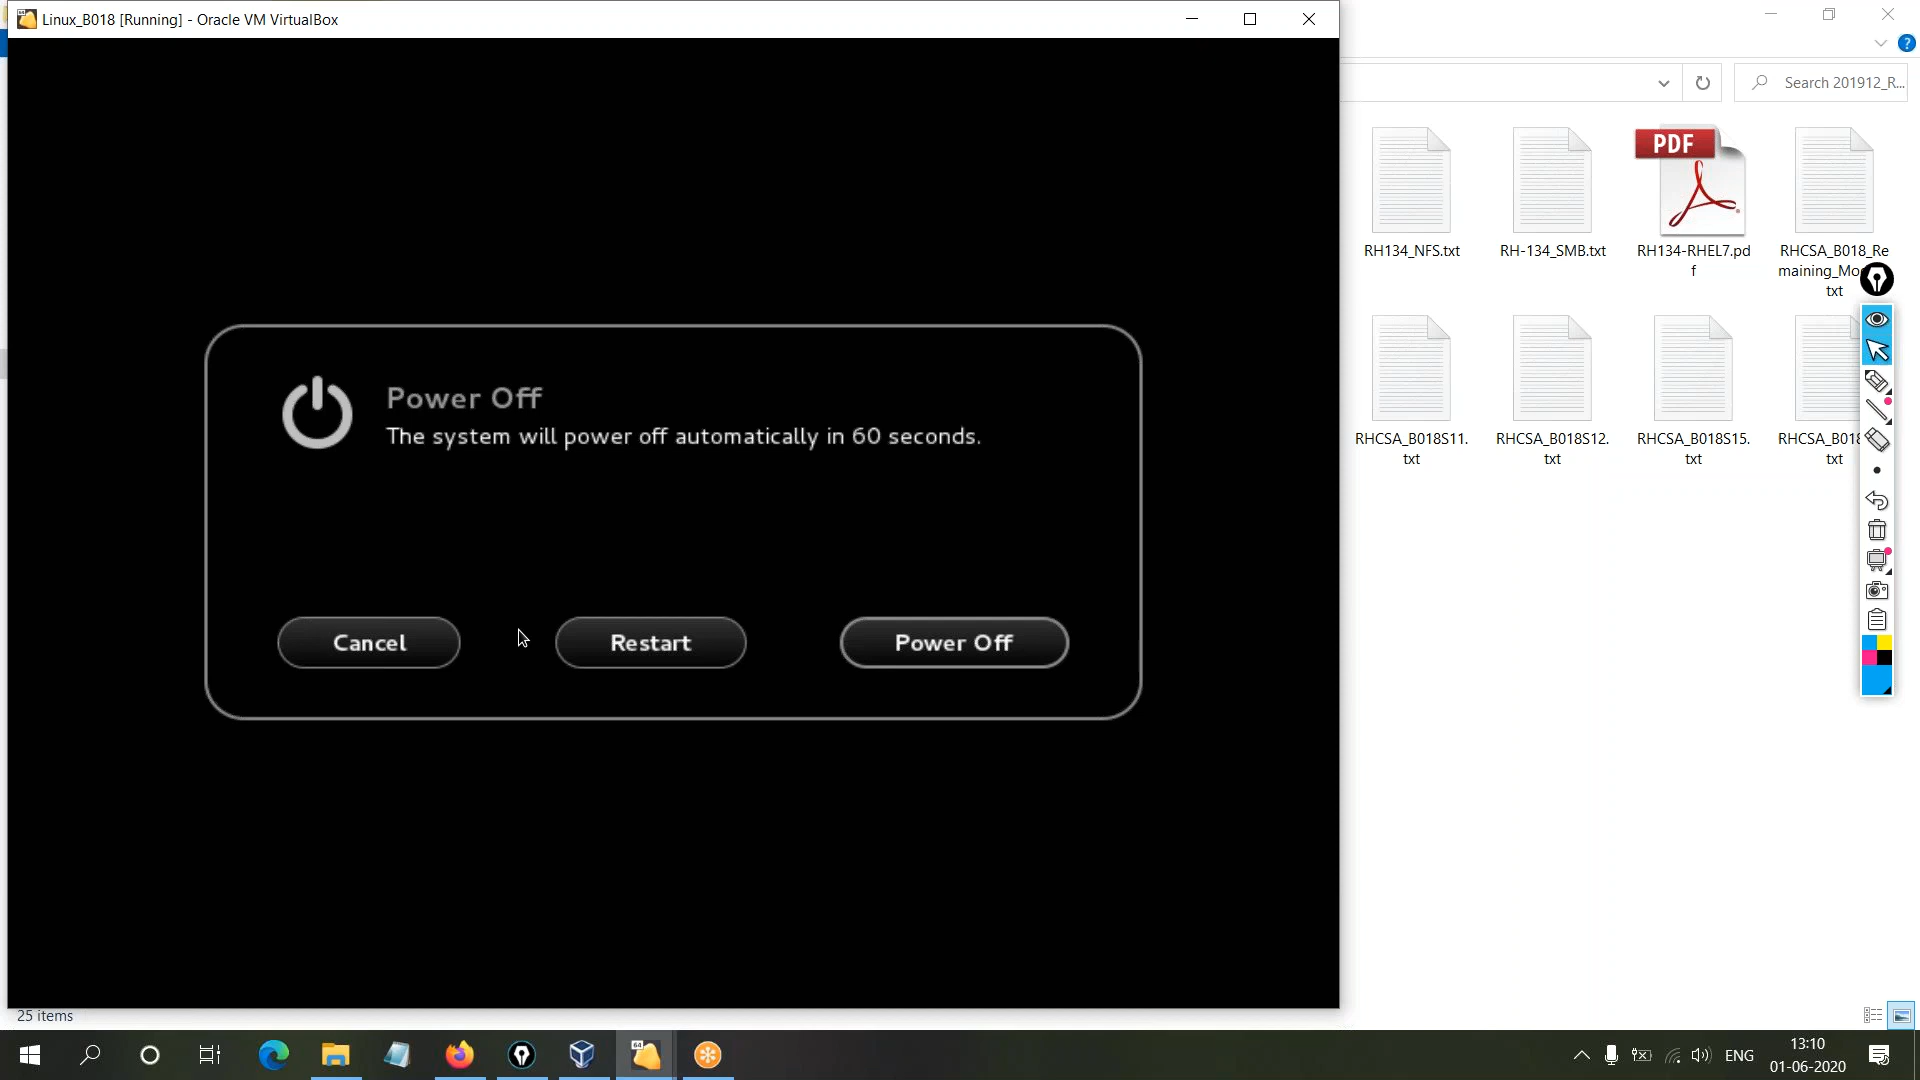 Linux_B018 [Running] - Oracle VM VirtualBox
Search 201912_R...
RH134_NFS.txt
RH-134_SMB.txt
PDF
RH134-RHEL7.pd
f
RHCSA_B018_Re
maining_Mo
txt
Power Off
The system will power off automatically in 60 seconds.
Cancel
Restart
Power Off
RHCSA_B018S11.
txt
RHCSA_B018S12.
txt
RHCSA_B018S15.
txt
RHCSA_B018
txt
25 items
64
ENG
13:10
01-06-2020